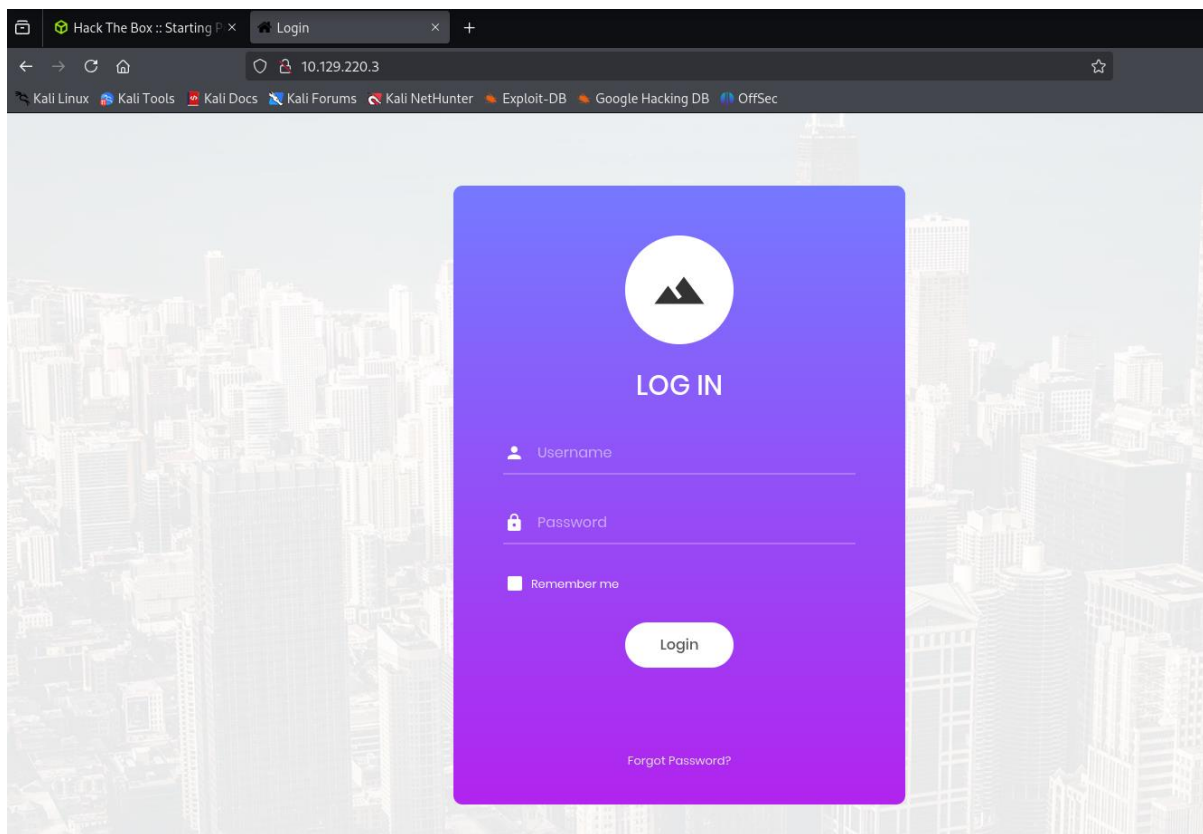 Hack The Box :: Starting P
Login
10.129.220.3
Kali Linux Kali Tools Kali Docs Kali Forums Kali NetHunter Exploit-DB Google Hacking DB OffSec
LOG IN
Username
Password
Remember me
Login
Forgot Password?